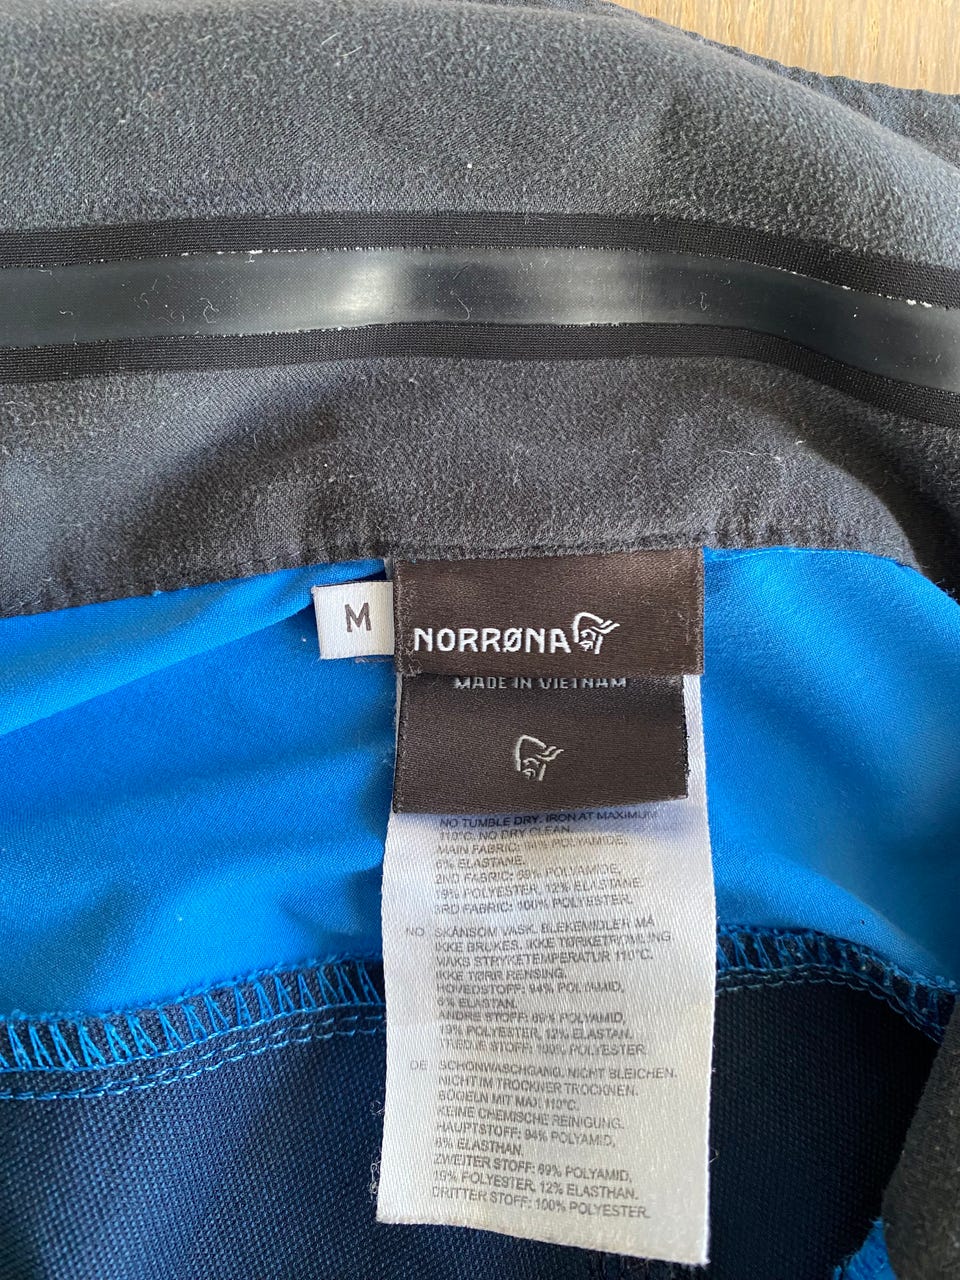 M
NORRØNA
MADE IN VIETNAM
NO TUMBLE DRY. IRON AT MAXIMUM
110°C. NO DRY CLEAN.
MAIN FABRIC: 94% POLYAMIDE,
6% ELASTANE.
2ND FABRIC: 69% POLYAMIDE,
19% POLYESTER, 12% ELASTANE.
3RD FABRIC: 100% POLYESTER.
NO SKÅNSOM VASK. BLEKEMIDLER MÅ
IKKE BRUKES. IKKE TØRKETROMLING.
MAKS STRYKETEMPERATUR 110°C.
IKKE TØRR RENSING.
HOVEDSTOFF: 94% POLYAMID,
6% ELASTAN.
ANDRE STOFF: 69% POLYAMID,
19% POLYESTER, 12% ELASTAN.
TREDJE STOFF: 100% POLYESTER.
DE SCHONWASCHGANG. NICHT BLEICHEN.
NICHT IM TROCKNER TROCKNEN.
BÜGELN MIT MAX. 110°C.
KEINE CHEMISCHE REINIGUNG.
HAUPTSTOFF: 94% POLYAMID,
6% ELASTHAN.
ZWEITER STOFF: 69% POLYAMID,
19% POLYESTER, 12% ELASTHAN.
DRITTER STOFF: 100% POLYESTER.